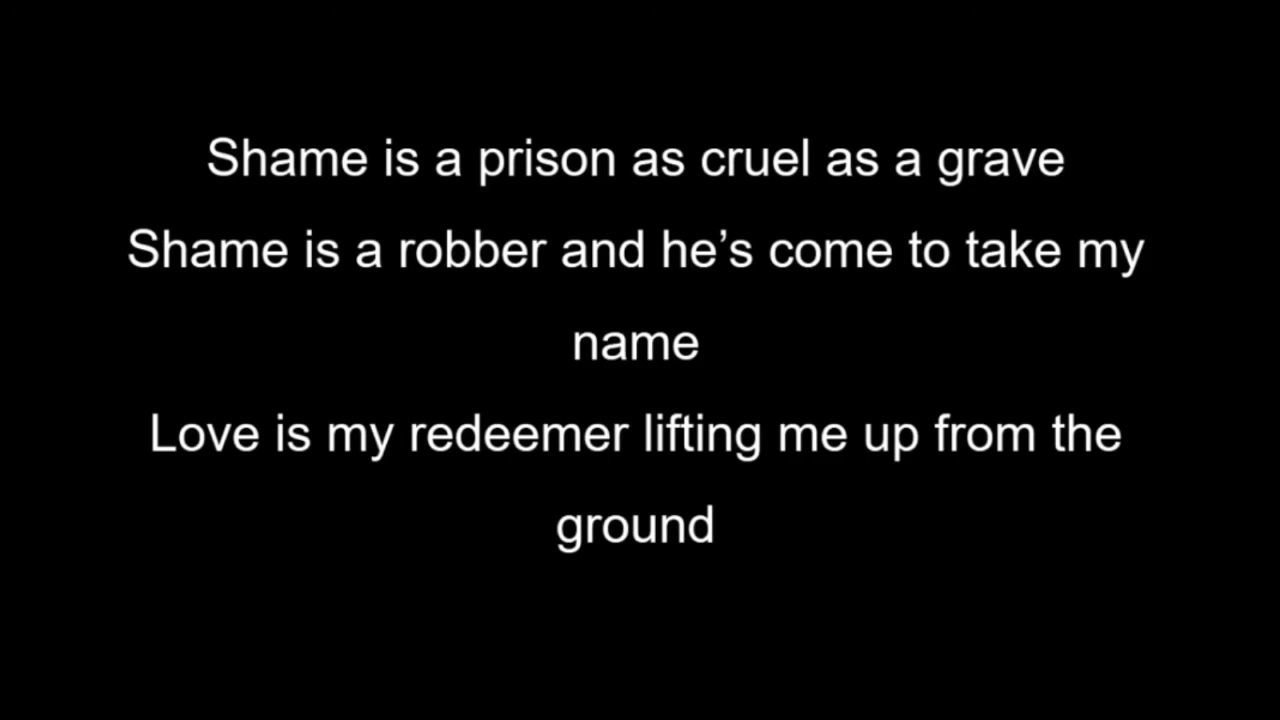 Shame is a prison as cruel as a grave
Shame is a robber and he’s come to take my
name
Love is my redeemer lifting me up from the
ground